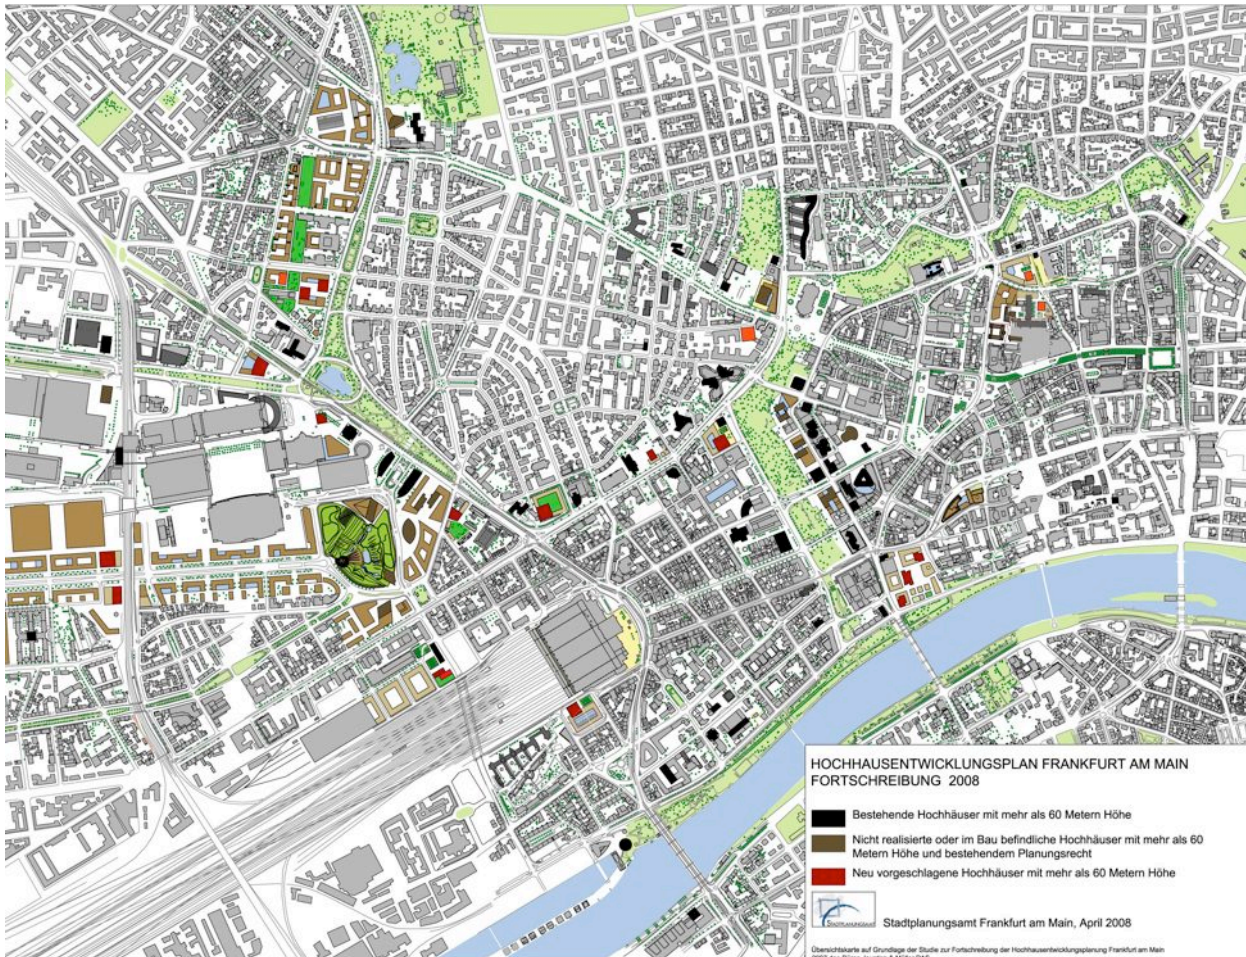 HOCHHAUSENTWICKLUNGSPLAN FRANKFURT AM MAIN
FORTSCHREIBUNG 2008
Bestehende Hochhäuser mit mehr als 60 Metern Höhe
Nicht realisierte oder im Bau befindliche Hochhäuser mit mehr als 60
Metern Höhe und bestehendem Planungsrecht
Neu vorgeschlagene Hochhäuser mit mehr als 60 Metern Höhe
STADTPLANUNGSAMT
Stadtplanungsamt Frankfurt am Main, April 2008
Übersichtskarte auf Grundlage der Studie zur Fortschreibung der Hochhausentwicklungsplanung Frankfurt am Main